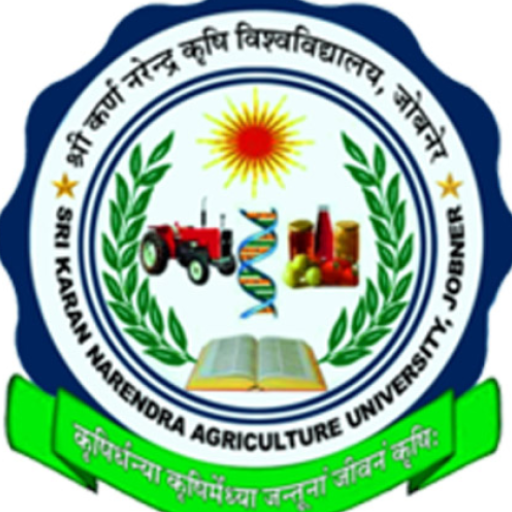 श्री कर्ण नरेन्द्र कृषि विश्वविद्यालय, जोबनेर
SRI KARAN NARENDRA AGRICULTURE UNIVERSITY, JOBNER
कृषिर्धन्या कृषिर्मेध्या जन्तूनां जीवनं कृषिः